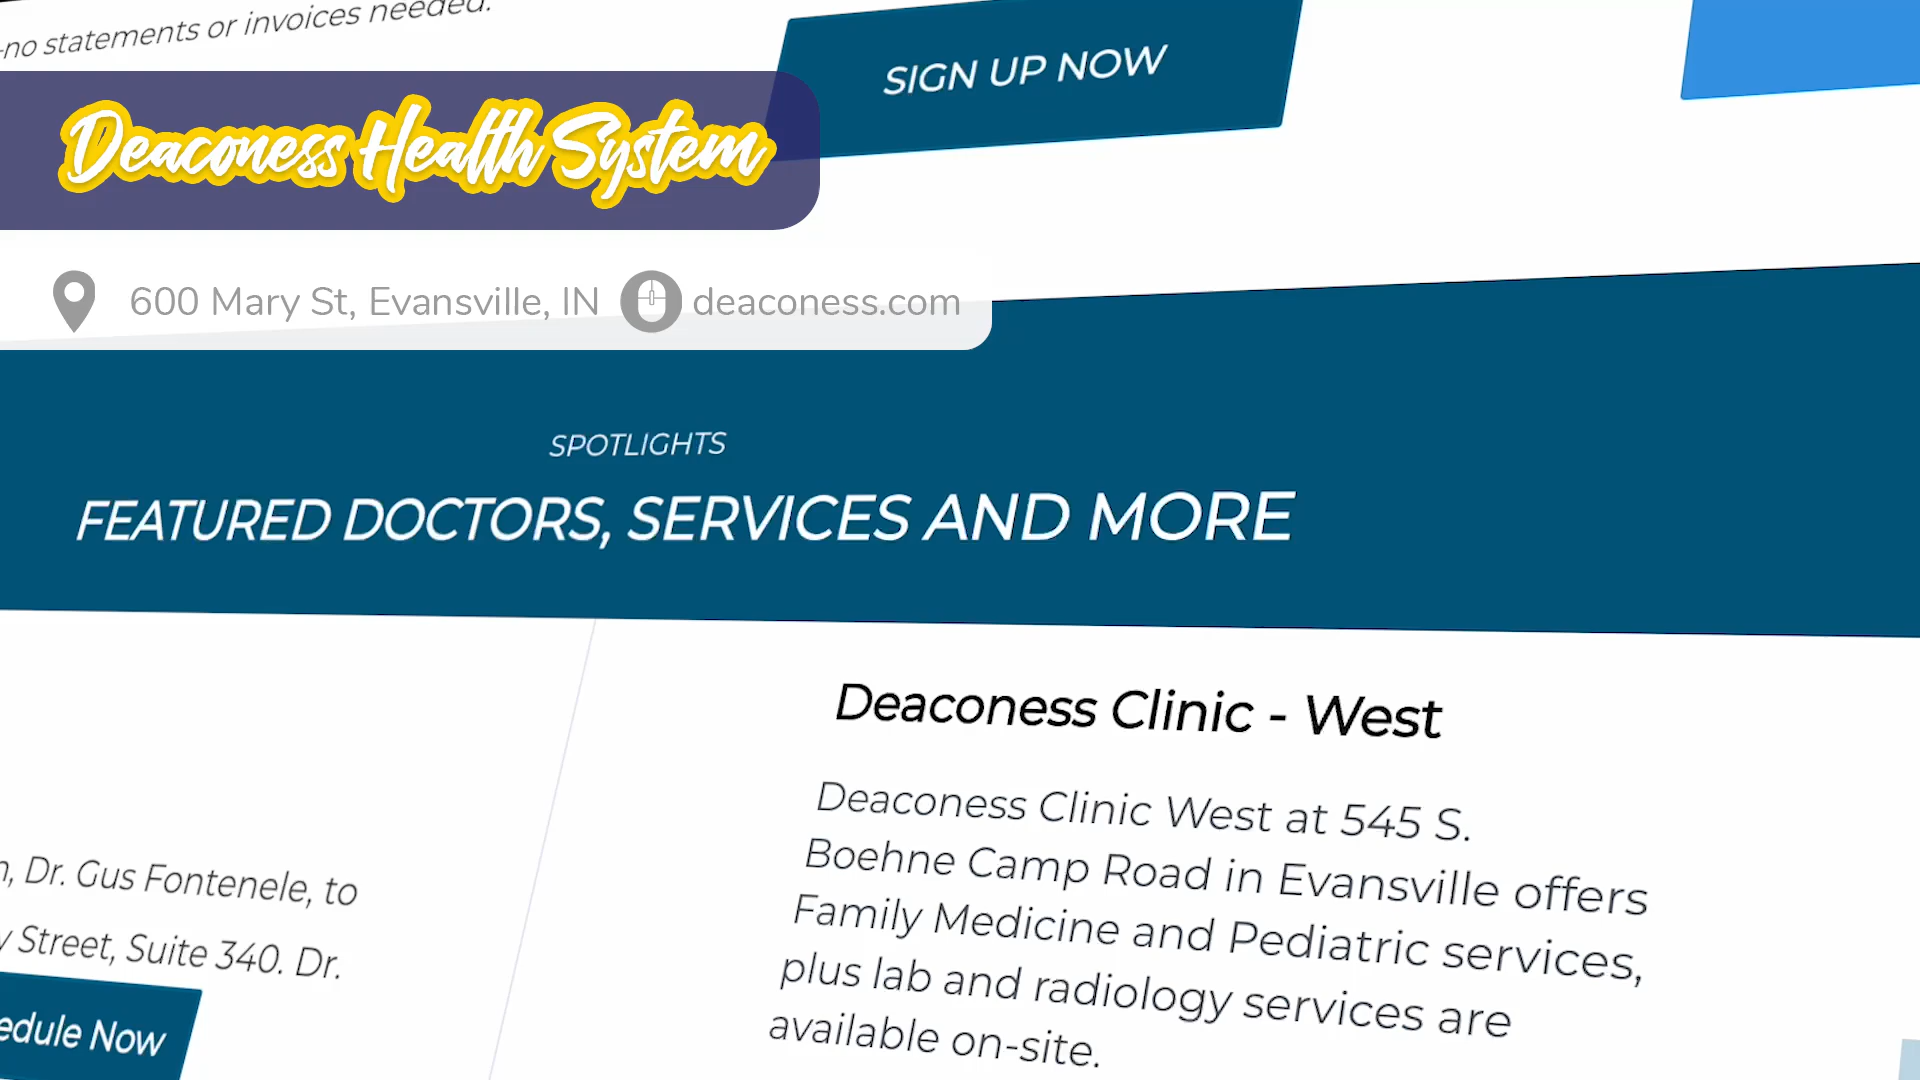 no statements or invoices needed.
SIGN UP NOW
Deaconess Health System
600 Mary St, Evansville, IN deaconess.com
SPOTLIGHTS
FEATURED DOCTORS, SERVICES AND MORE
Deaconess Clinic - West
Deaconess Clinic West at 545 S.
Boehne Camp Road in Evansville offers
Family Medicine and Pediatric services,
plus lab and radiology services are
available on-site.
, Dr. Gus Fontenele, to
Street, Suite 340. Dr.
Now